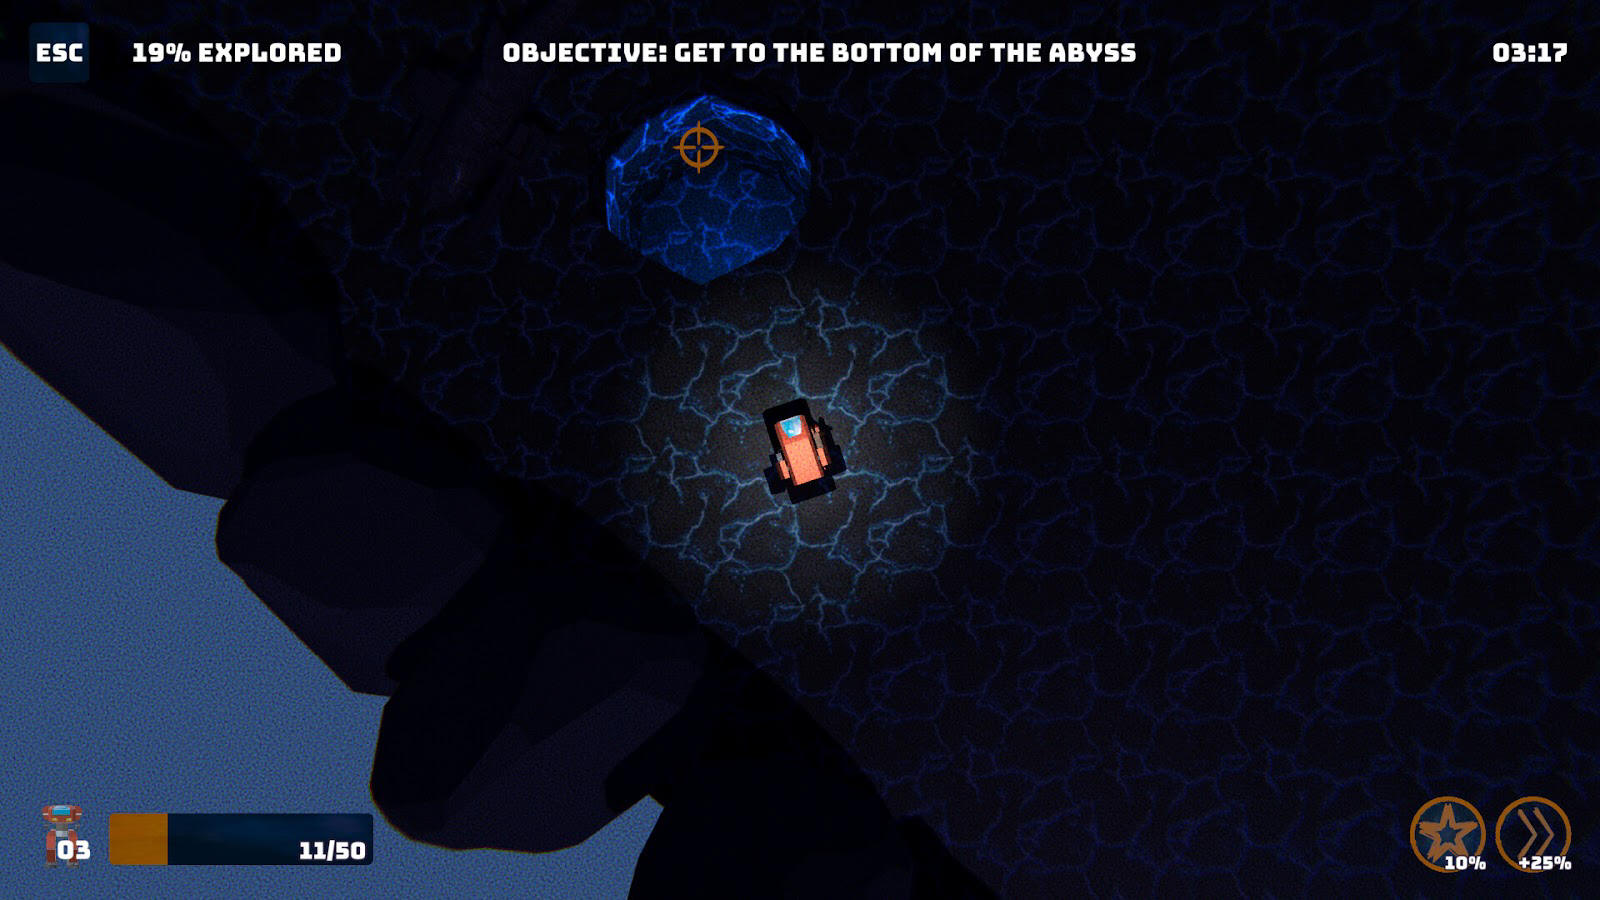 ESC
19% EXPLORED
OBJECTIVE: GET TO THE BOTTOM OF THE ABYSS
03:17
03
11/50
10%
+25%